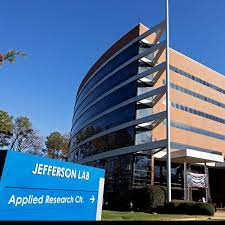 JEFFERSON LAB
Applied Research Ctr.